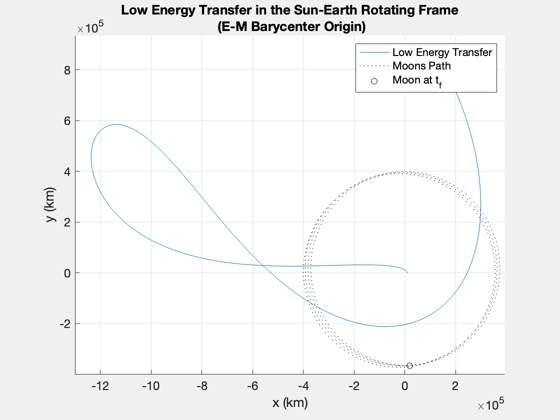 Low Energy Transfer in the Sun-Earth Rotating Frame
(E-M Barycenter Origin)
×10⁵
Low Energy Transfer
Moons Path
Moon at t_f
8
6
4
2
0
-2
y (km)
-12 -10 -8 -6 -4 -2 0 2
x (km)
×10⁵